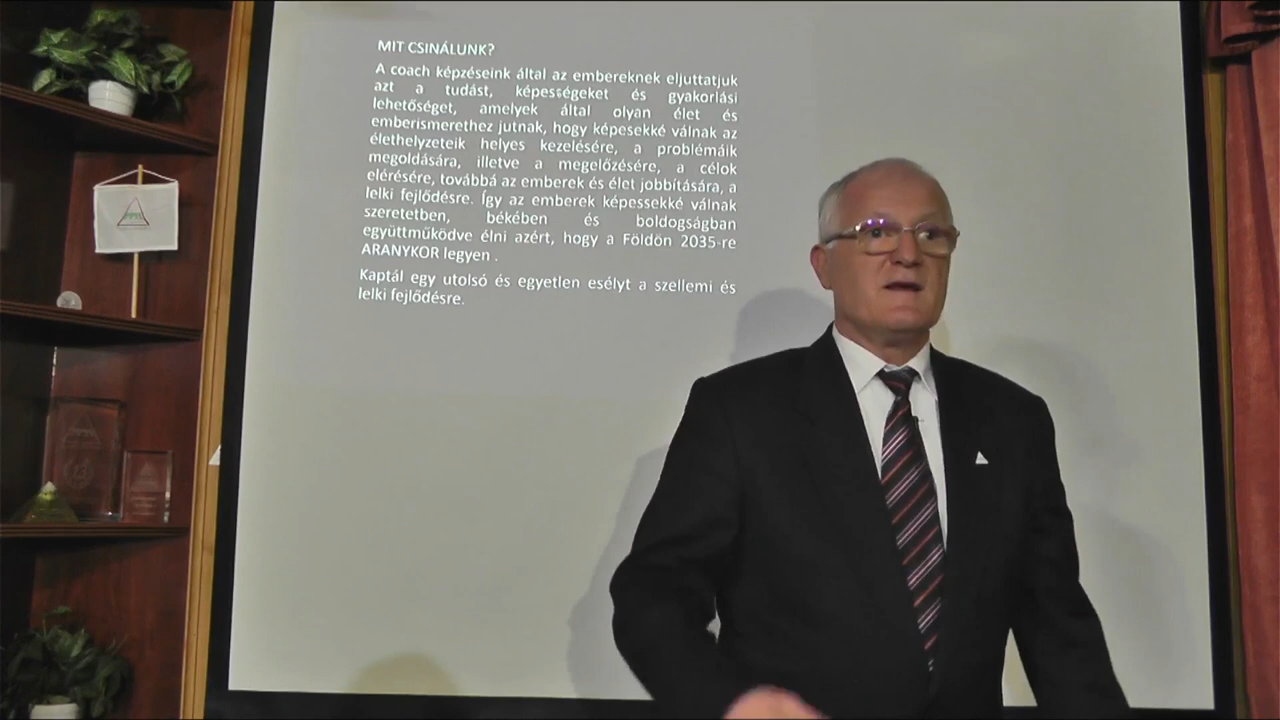 MIT CSINÁLUNK?
A coach képzéseink által az embereknek eljuttatjuk
azt a tudást, képességeket és gyakorlási
lehetőséget, amelyek által olyan élet és
emberismerethez jutnak, hogy képesekké válnak az
élethelyzeteik helyes kezelésére, a problémáik
megoldására, illetve a megelőzésére, a célok
elérésére, továbbá az emberek és élet jobbítására, a
lelki fejlődésre. Így az emberek képessekké válnak
szeretetben, békében és boldogságban
együttműködve élni azért, hogy a Földön 2035-re
ARANYKOR legyen .
Kaptál egy utolsó és egyetlen esélyt a szellemi és
lelki fejlődésre.